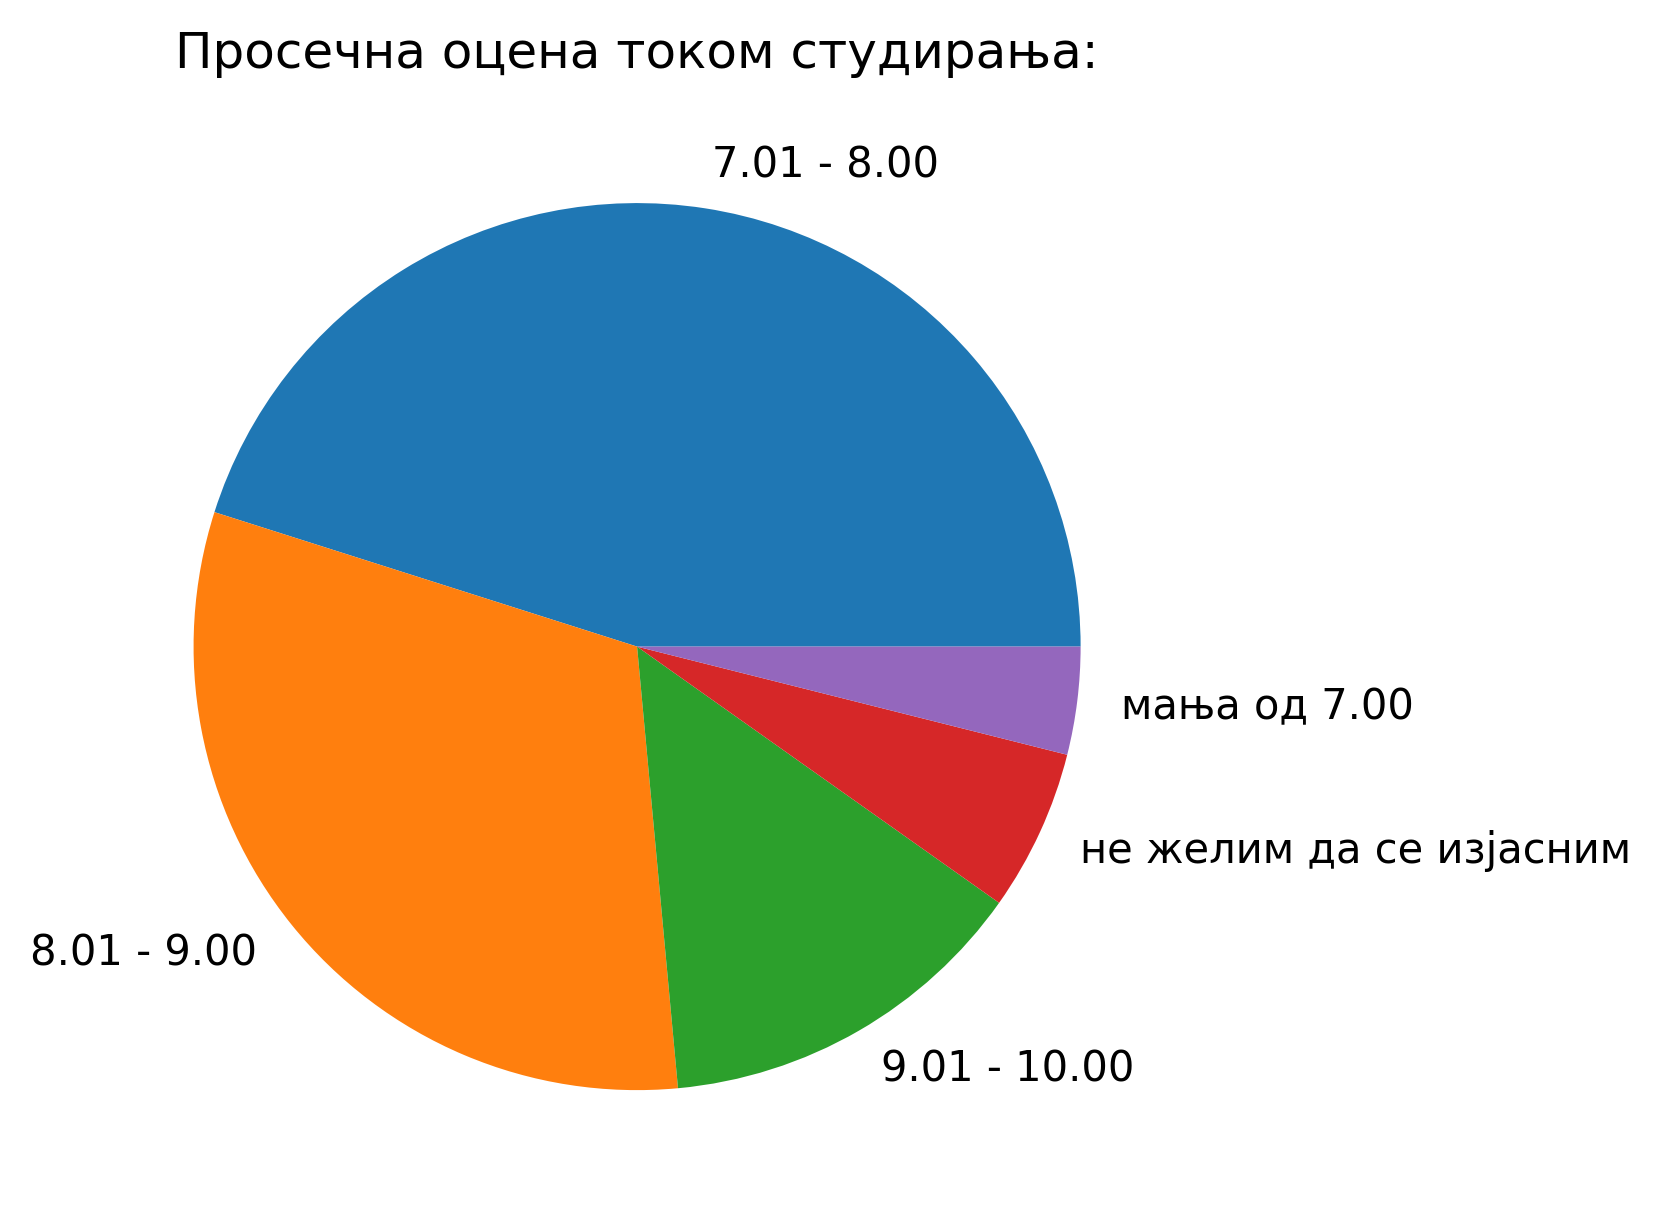 Просечна оцена током студирања:
7.01 - 8.00
мања од 7.00
не желим да се изјасним
8.01 - 9.00
9.01 - 10.00